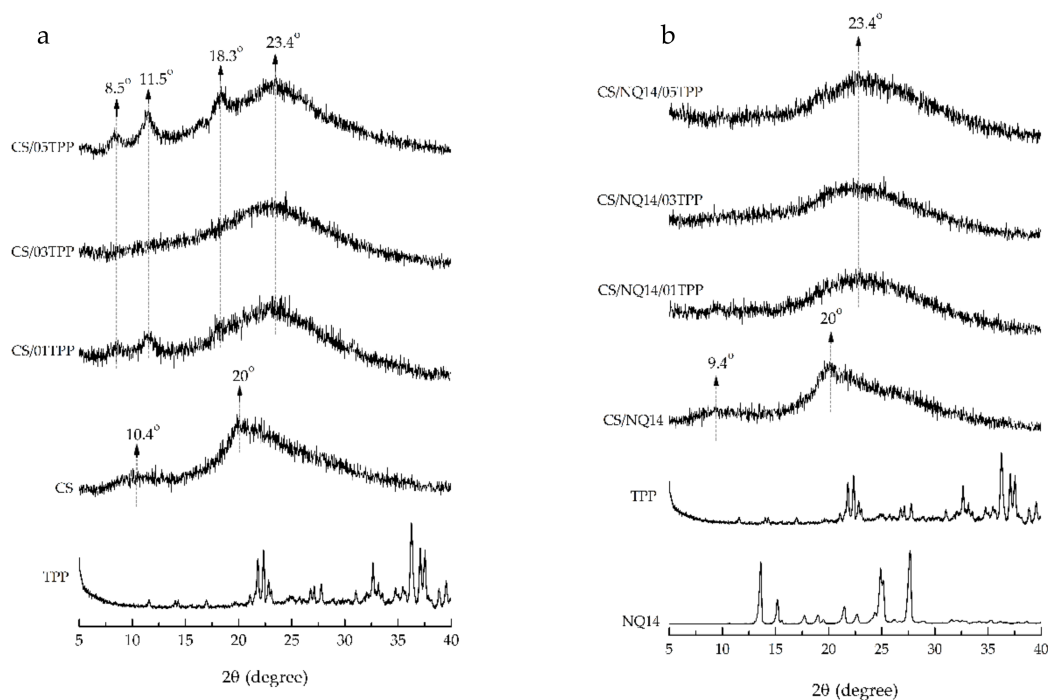 a
8.5°
11.5°
18.3°
23.4°
CS/05TPP
CS/03TPP
CS/01TPP
10.4°
20°
CS
TPP
5 10 15 20 25 30 35 40
2θ (degree)
b
23.4°
CS/NQ14/05TPP
CS/NQ14/03TPP
CS/NQ14/01TPP
9.4°
20°
CS/NQ14
TPP
NQ14
5 10 15 20 25 30 35 40
2θ (degree)